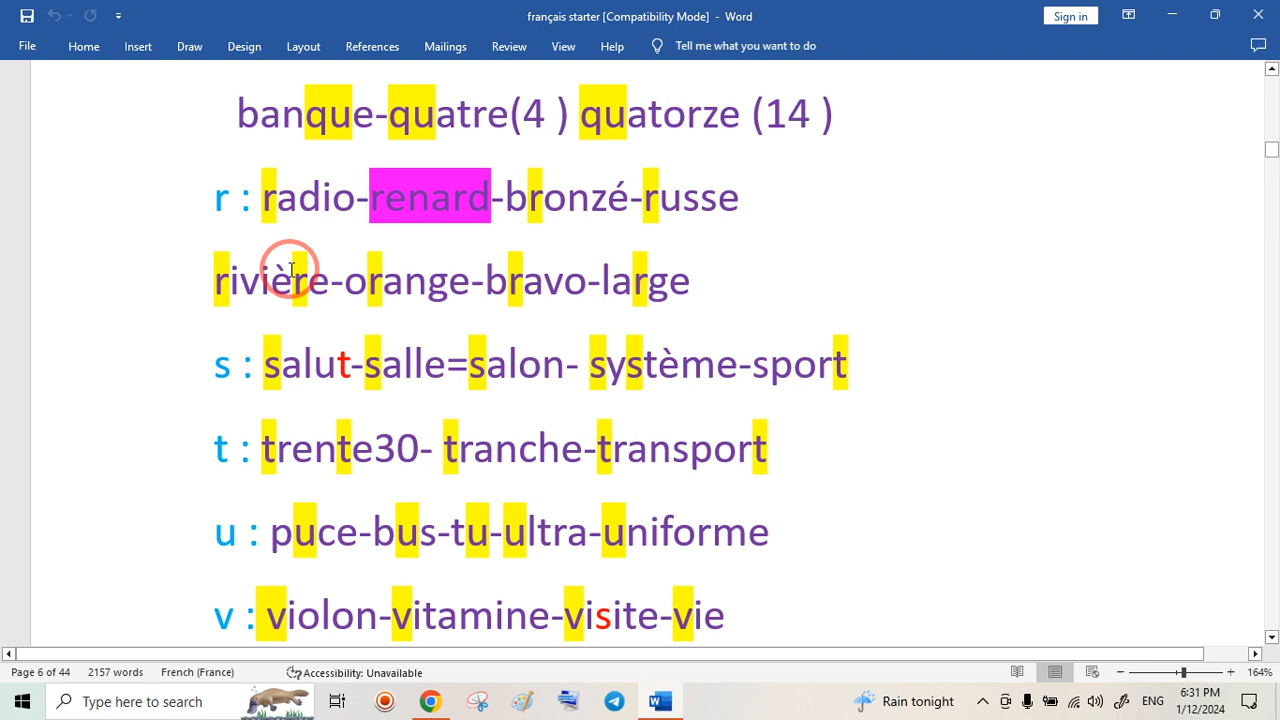 français starter [Compatibility Mode] - Word
Sign in
File Home Insert Draw Design Layout References Mailings Review View Help Tell me what you want to do
banque-quatre(4 ) quatorze (14 )
r : radio-renard-bronzé-russe
rivière-orange-bravo-large
s : salut-salle=salon- système-sport
t : trente30- tranche-transport
u : puce-bus-tu-ultra-uniforme
v : violon-vitamine-visite-vie
Page 6 of 44 2157 words French (France) Accessibility: Unavailable 164%
Type here to search Rain tonight ENG 6:31 PM
1/12/2024